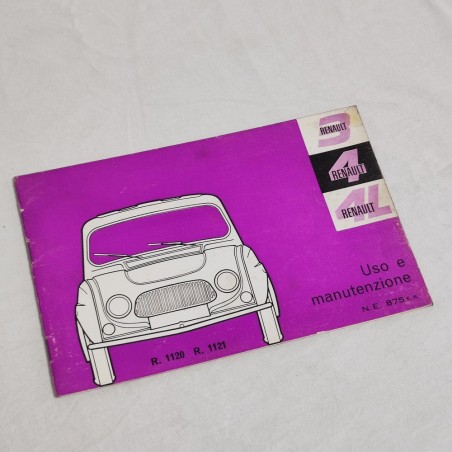 3
RENAULT
4
RENAULT
4L
RENAULT
Uso e
manutenzione
N.E. 875
R. 1120 R. 1121